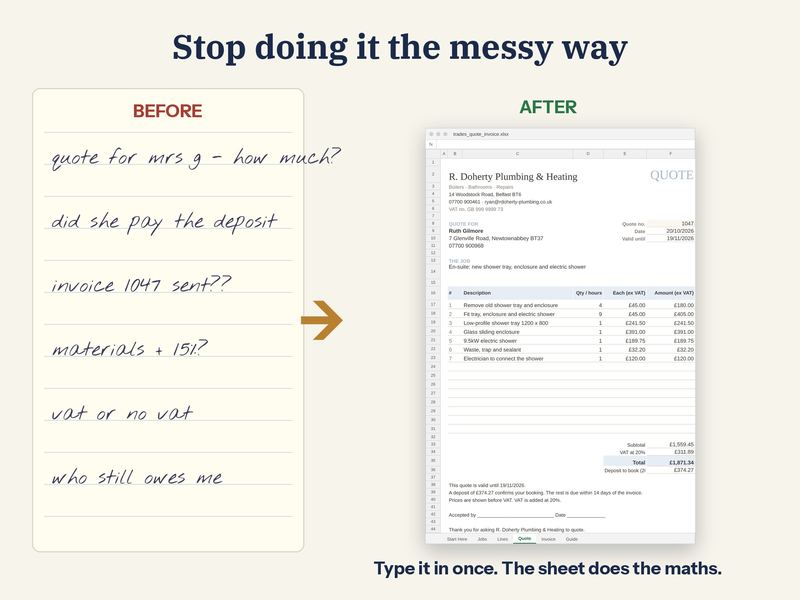 Stop doing it the messy way
BEFORE
quote for mrs g - how much?
did she pay the deposit
invoice 1047 sent??
materials + 15%?
vat or no vat
who still owes me
AFTER
trades_quote_invoice.xlsx
fx
A B C D E F
R. Doherty Plumbing & Heating QUOTE
Boilers · Bathrooms · Repairs
14 Woodstock Road, Belfast BT6
07700 900461 · ryan@rdoherty-plumbing.co.uk
VAT no. GB 999 9999 73
QUOTE FOR Quote no. 1047
Ruth Gilmore Date 20/10/2026
7 Glenville Road, Newtownabbey BT37 Valid until 19/11/2026
07700 900968
THE JOB
En-suite: new shower tray, enclosure and electric shower
# Description Qty / hours Each (ex VAT) Amount (ex VAT)
1 Remove old shower tray and enclosure 4 £45.00 £180.00
2 Fit tray, enclosure and electric shower 9 £45.00 £405.00
3 Low-profile shower tray 1200 x 800 1 £241.50 £241.50
4 Glass sliding enclosure 1 £391.00 £391.00
5 9.5kW electric shower 1 £189.75 £189.75
6 Waste, trap and sealant 1 £32.20 £32.20
7 Electrician to connect the shower 1 £120.00 £120.00
Subtotal £1,559.45
VAT at 20% £311.89
Total £1,871.34
Deposit to book (2( £374.27
This quote is valid until 19/11/2026.
A deposit of £374.27 confirms your booking. The rest is due within 14 days of the invoice.
Prices are shown before VAT. VAT is added at 20%.
Accepted by ____________________ Date ____________
Thank you for asking R. Doherty Plumbing & Heating to quote.
Start Here Jobs Lines Quote Invoice Guide
Type it in once. The sheet does the maths.